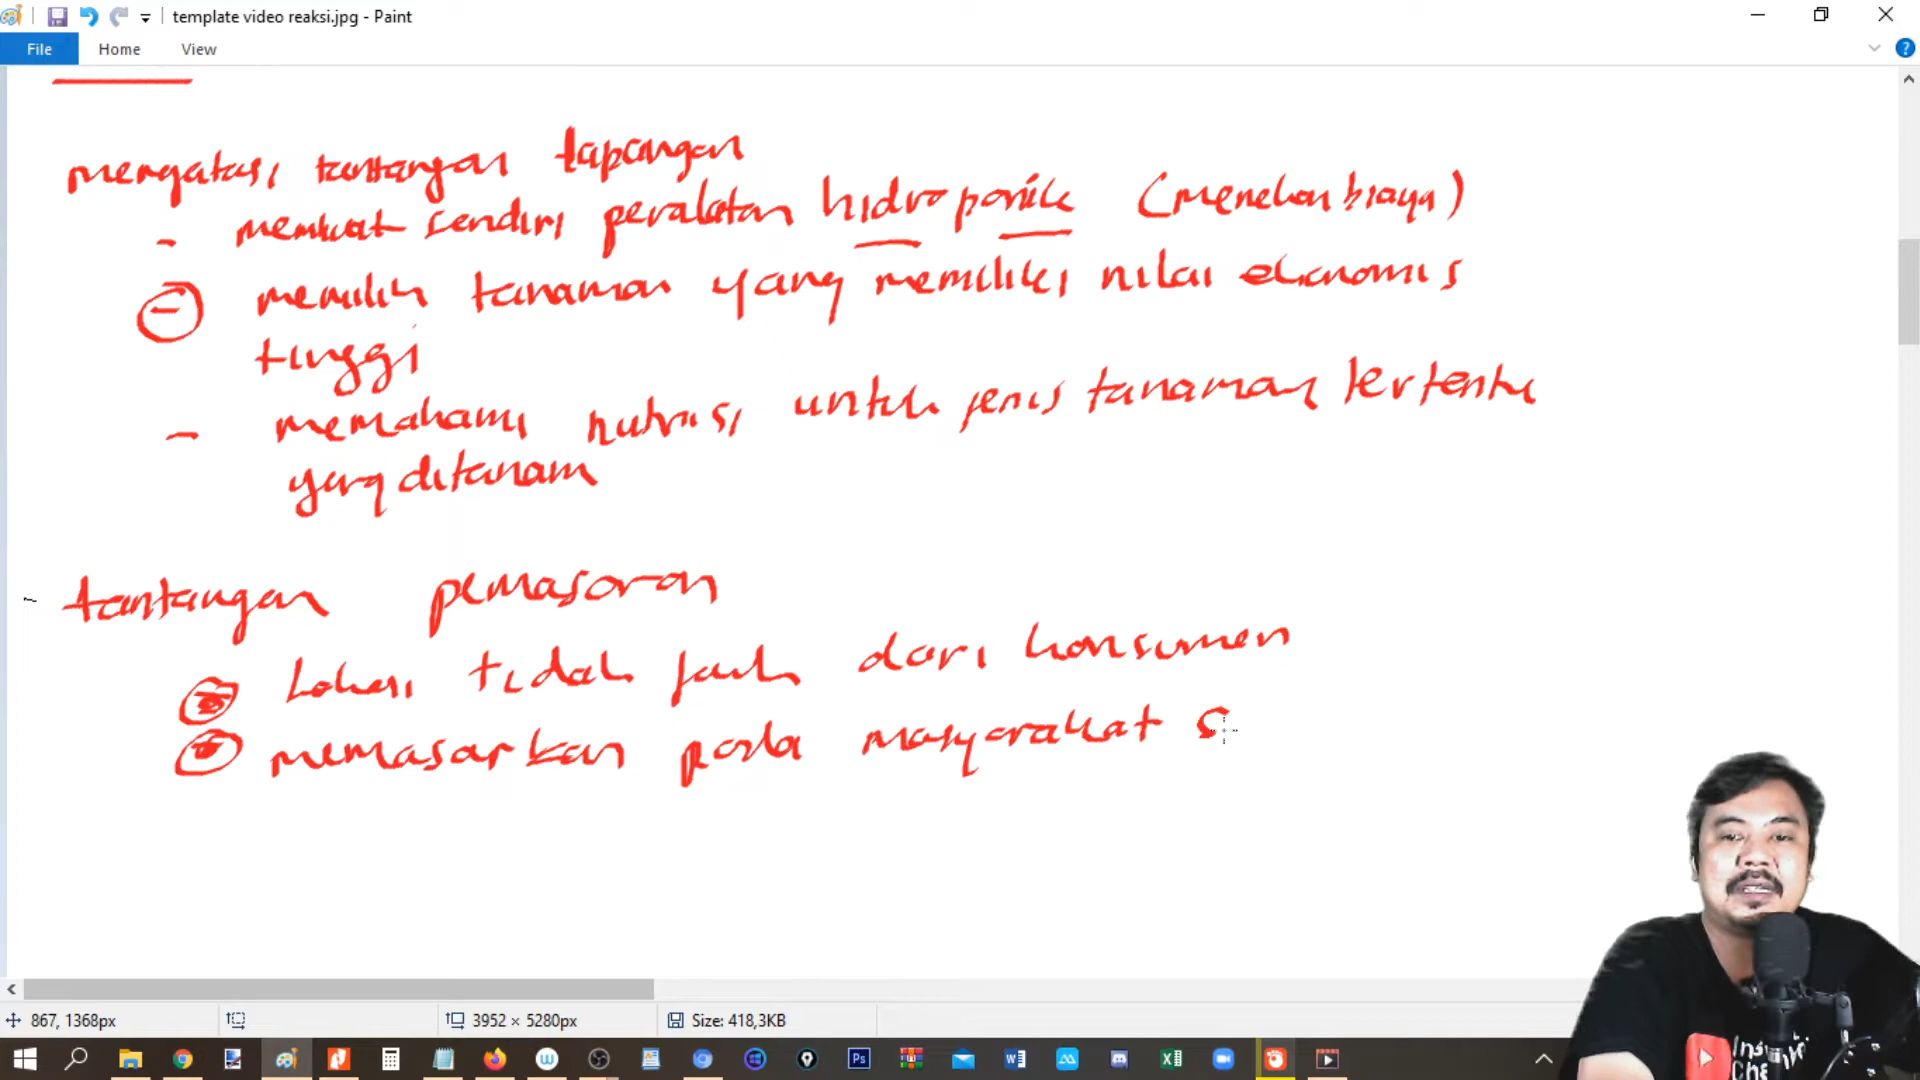 template video reaksi.jpg - Paint
File Home View
mengatasi tantangan lapangan
- membuat sendiri peralatan hidroponik (menekan biaya)
- memilih tanaman yang memiliki nilai ekonomis
tinggi
- memahami nutrisi untuk jenis tanaman tertentu
yang ditanam
- tantangan pemasaran
lokasi tidak jauh dari konsumen
memasarkan pada masyarakat s
867, 1368px 3952 × 5280px Size: 418,3KB